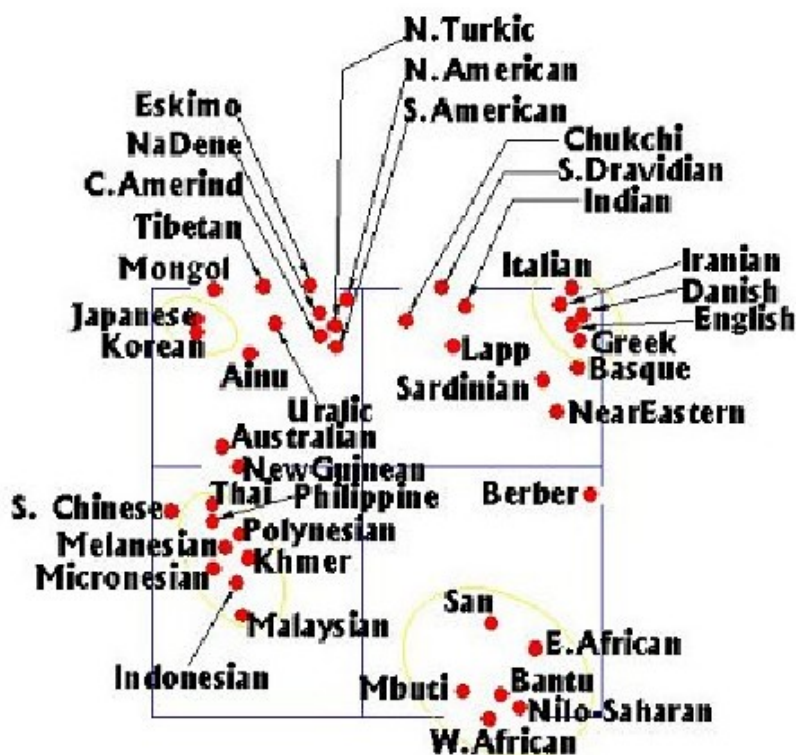 N.Turkic
N.American
S.American
Eskimo
NaDene
C.Amerind
Tibetan
Mongol
Chukchi
S.Dravidian
Indian
Italian
Iranian
Danish
English
Greek
Basque
Japanese
Korean
Ainu
Uralic
Lapp
Sardinian
NearEastern
Australian
NewGuinean
Thai
Philippine
S. Chinese
Polynesian
Melanesian
Khmer
Micronesian
Malaysian
Indonesian
Berber
San
E.African
Mbuti
Bantu
Nilo-Saharan
W.African